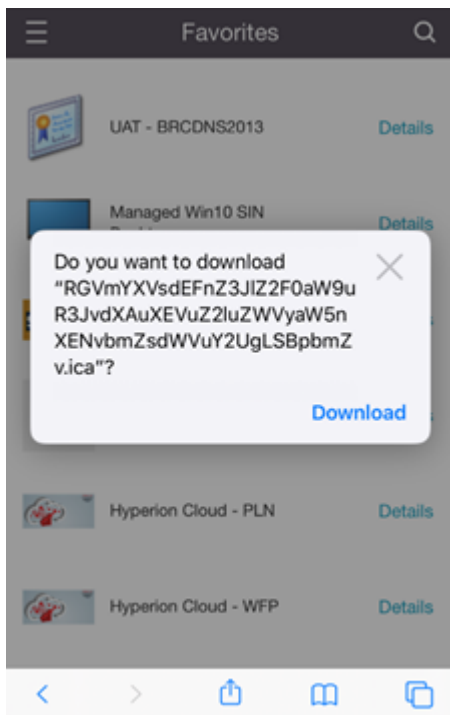 Favorites
UAT - BRCDNS2013
Details
Managed Win10 SIN
Details
Do you want to download
"RGVmYXVsdEFnZ3JlZ2F0aW9u
R3JvdXAuXEVuZ2luZWVyaW5n
XENvbmZsdWVuY2UgLSBpbmZ
v.ica"?
Download
Hyperion Cloud - PLN
Details
Hyperion Cloud - WFP
Details